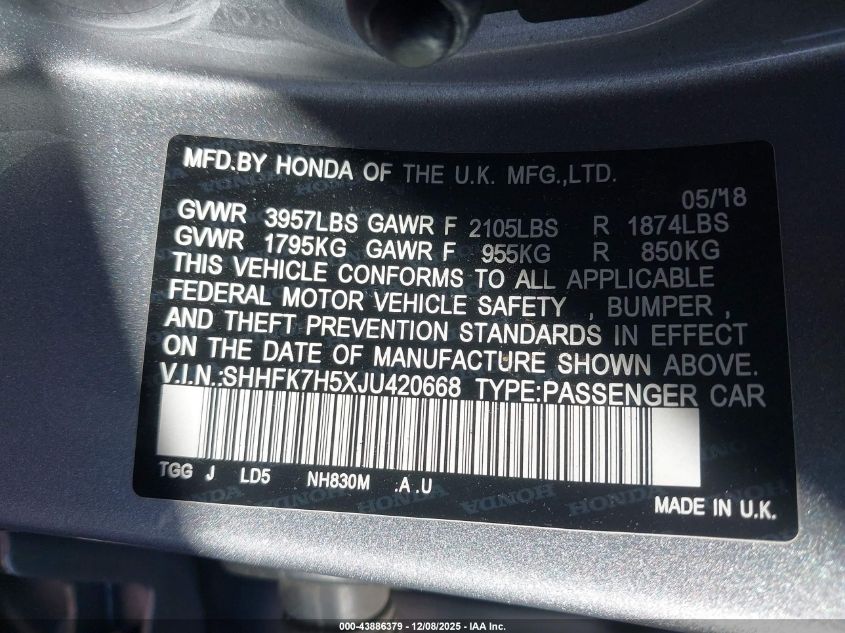 MFD.BY HONDA OF THE U.K. MFG.,LTD.
05/'18
GVWR 3957LBS GAWR F 2105LBS R 1874LBS
GVWR 1795KG GAWR F 955KG R 850KG
THIS VEHICLE CONFORMS TO ALL APPLICABLE
FEDERAL MOTOR VEHICLE SAFETY , BUMPER ,
AND THEFT PREVENTION STANDARDS IN EFFECT
ON THE DATE OF MANUFACTURE SHOWN ABOVE.
V.I.N.:SHHFK7H5XJU420668 TYPE:PASSENGER CAR
TGG J LD5 NH830M .A .U
HONDA HONDA HONDA
MADE IN U.K.
000-43886379 - 12/08/2025 - IAA Inc.